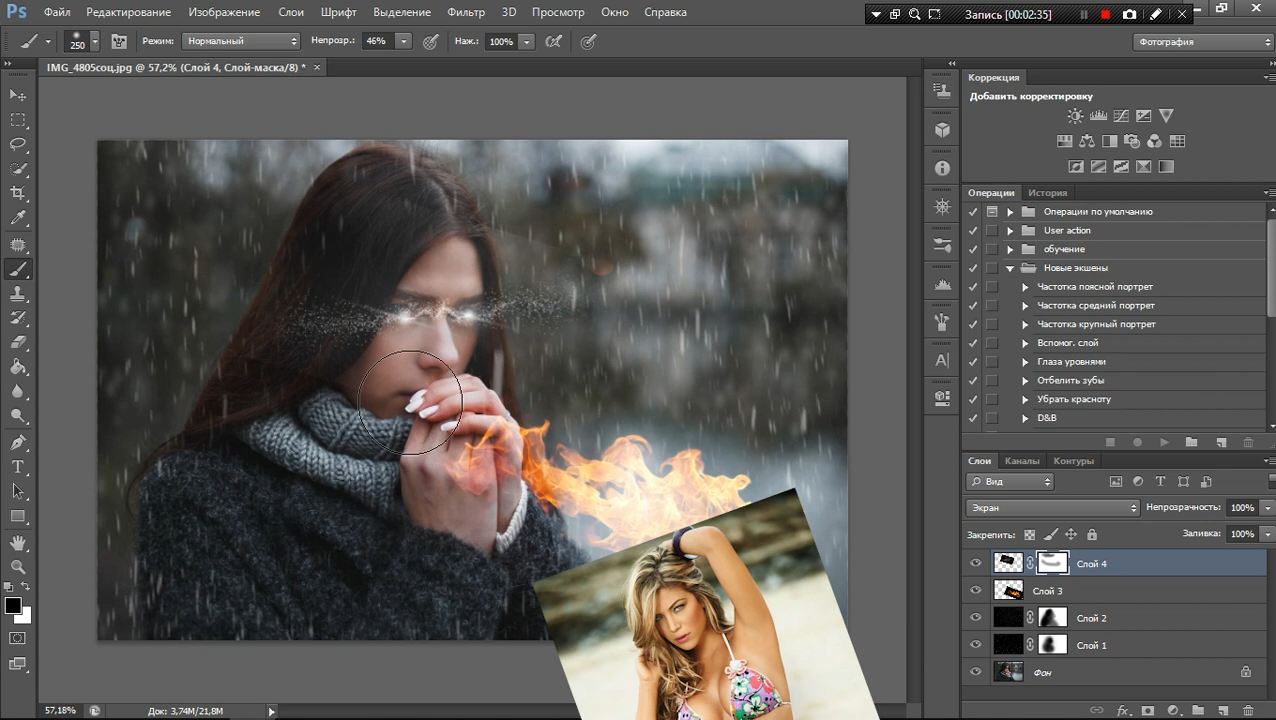 Ps Файл Редактирование Изображение Слои Шрифт Выделение Фильтр 3D Просмотр Окно Справка
Запись [00:02:35]
250 Режим: Нормальный Непрозр.: 46% Наж.: 100% Фотография
IMG_4805соц.jpg @ 57,2% (Слой 4, Слой-маска/8) * ×
Коррекция
Добавить корректировку
Операции История
Операции по умолчанию
User action
обучение
Новые экшены
Частотка поясной портрет
Частотка средний портрет
Частотка крупный портрет
Вспомог. слой
Глаза уровнями
Отбелить зубы
Убрать красноту
D&B
Слои Каналы Контуры
Вид
Экран Непрозрачность: 100%
Закрепить: Заливка: 100%
Слой 4
Слой 3
Слой 2
Слой 1
Фон
57,18% Док: 3,74M/21,8M